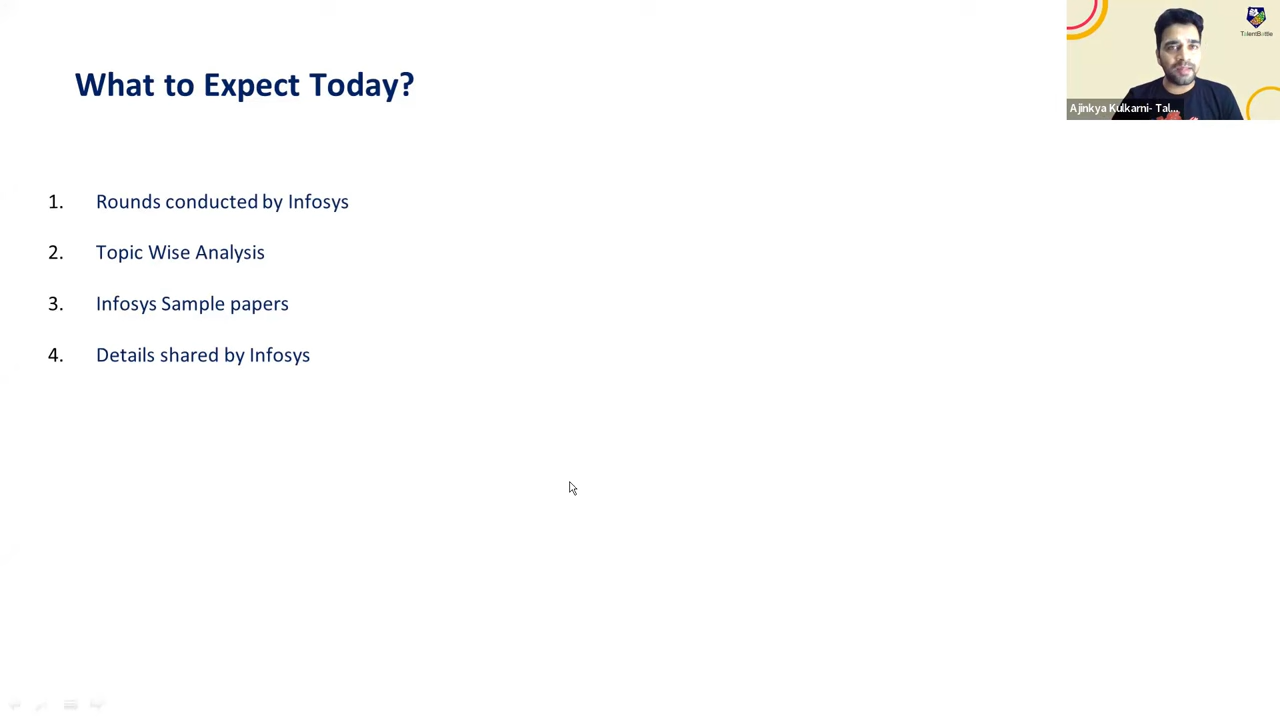 What to Expect Today?
1. Rounds conducted by Infosys
2. Topic Wise Analysis
3. Infosys Sample papers
4. Details shared by Infosys
TalentBattle
Ajinkya Kulkarni- Tal...